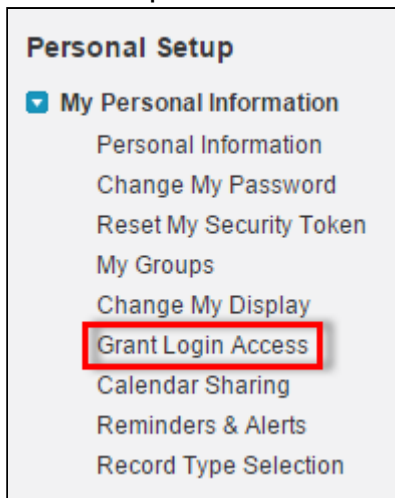 Personal Setup
My Personal Information
Personal Information
Change My Password
Reset My Security Token
My Groups
Change My Display
Grant Login Access
Calendar Sharing
Reminders & Alerts
Record Type Selection